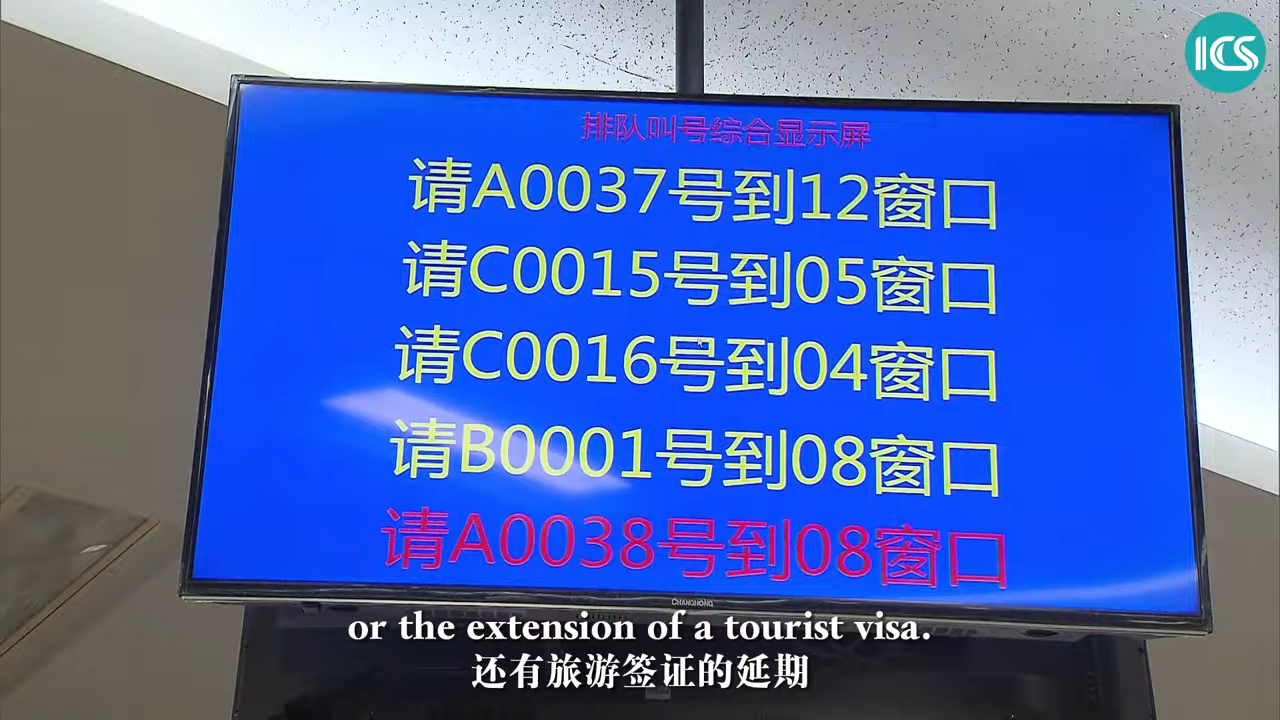 ICS
排队叫号综合显示屏
请A0037号到12窗口
请C0015号到05窗口
请C0016号到04窗口
请B0001号到08窗口
请A0038号到08窗口
CHANGHONG
or the extension of a tourist visa.
还有旅游签证的延期